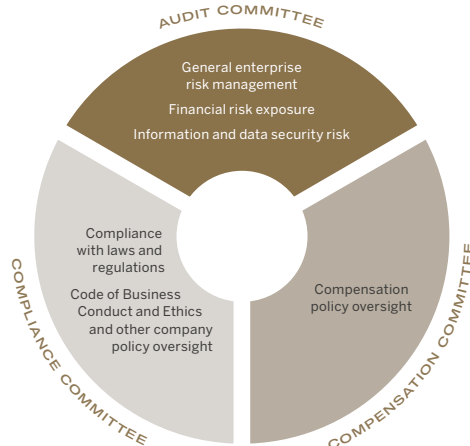 AUDIT COMMITTEE
General enterprise
risk management
Financial risk exposure
Information and data security risk
Compliance
with laws and
regulations
Code of Business
Conduct and Ethics
and other company
policy oversight
COMPLIANCE COMMITTEE
Compensation
policy oversight
COMPENSATION COMMITTEE